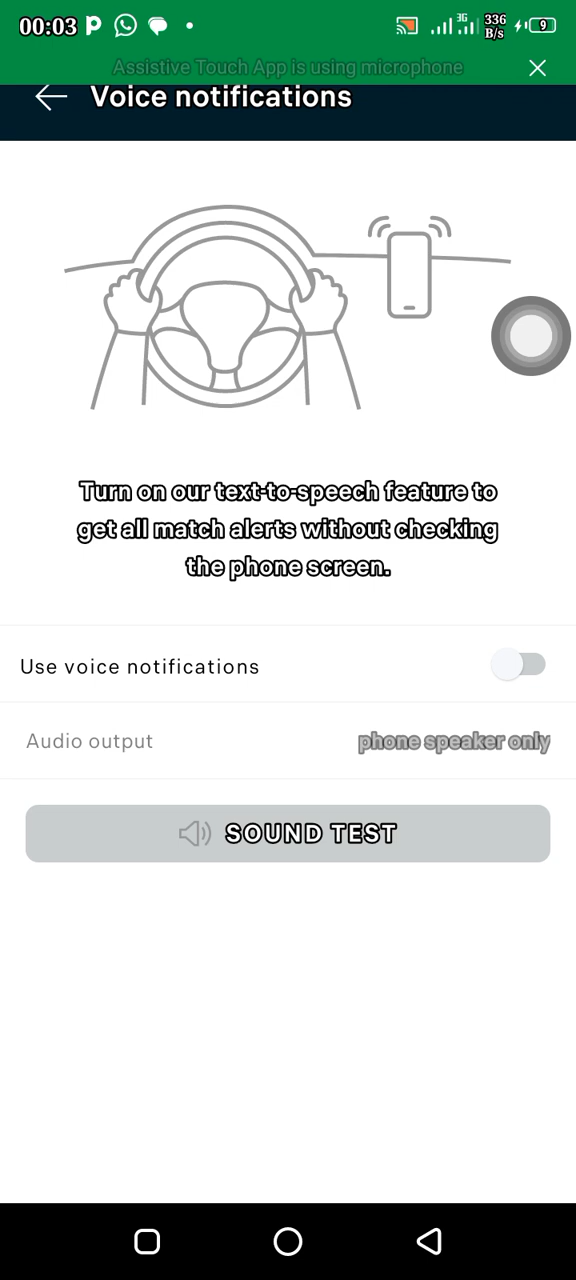 00:03
3G
336
B/s
9
Assistive Touch App is using microphone
Voice notifications
Turn on our text-to-speech feature to
get all match alerts without checking
the phone screen.
Use voice notifications
Audio output
phone speaker only
SOUND TEST